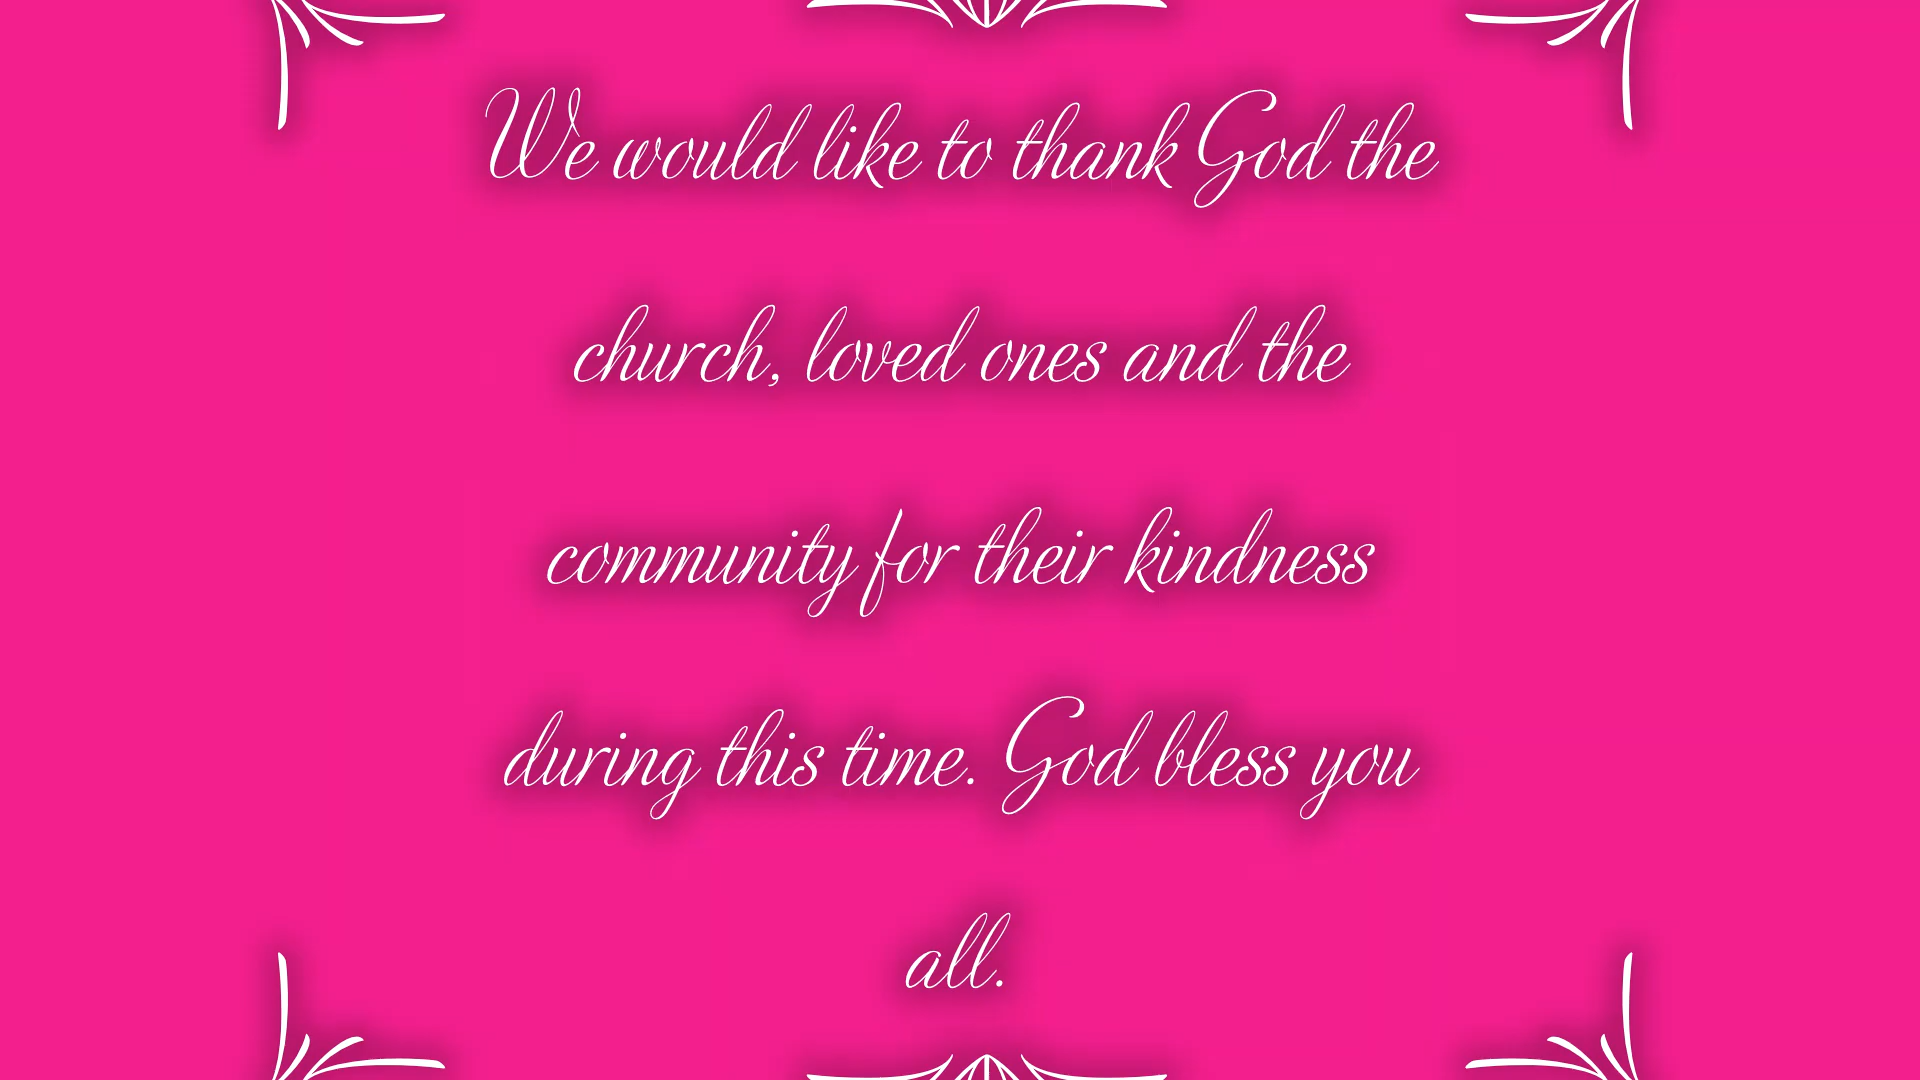 We would like to thank God the
church, loved ones and the
community for their kindness
during this time. God bless you
all.